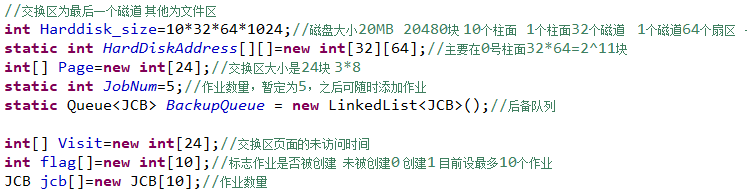 //交换区为最后一个磁道 其他为文件区
int Harddisk_size=10*32*64*1024;//磁盘大小20MB 20480块 10个柱面 1个柱面32个磁道 1个磁道64个扇区
static int HardDiskAddress[][]=new int[32][64];//主要在0号柱面32*64=2^11块
int[] Page=new int[24];//交换区大小是24块 3*8
static int JobNum=5;//作业数量，暂定为5，之后可随时添加作业
static Queue<JCB> BackupQueue = new LinkedList<JCB>();//后备队列
int[] Visit=new int[24];//交换区页面的未访问时间
int flag[]=new int[10];//标志作业是否被创建 未被创建0 创建1 目前设最多10个作业
JCB jcb[]=new JCB[10];//作业数量